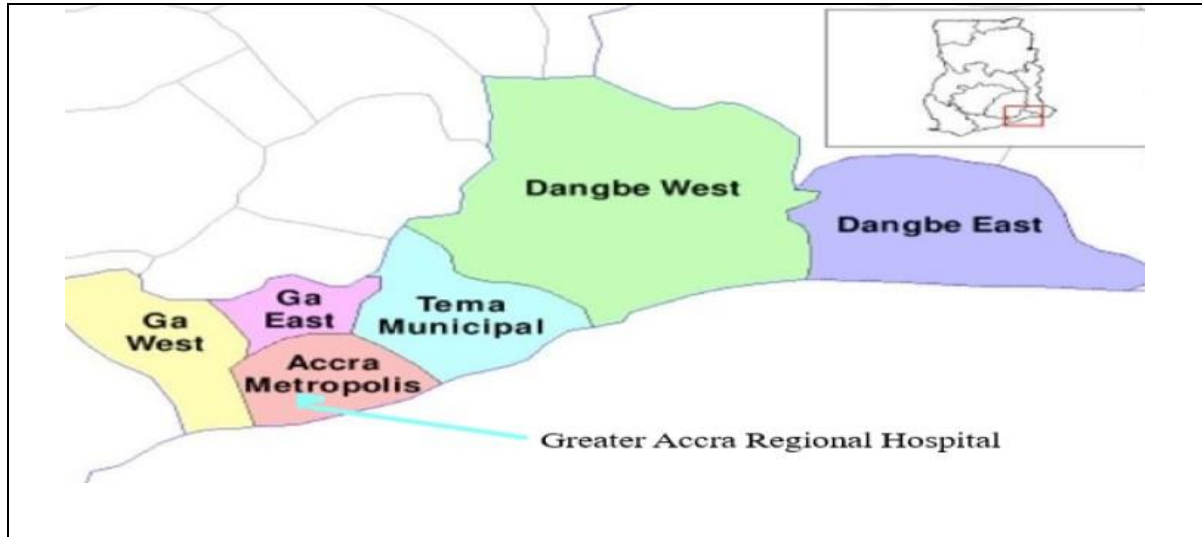 Dangbe West
Dangbe East
Ga
East
Tema
Municipal
Ga
West
Accra
Metropolis
Greater Accra Regional Hospital